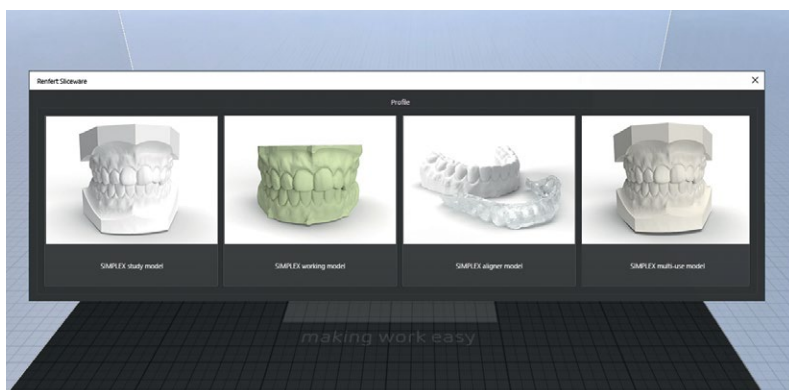 Renfert Sliceware
Profile
SIMPLEX study model
SIMPLEX working model
SIMPLEX aligner model
SIMPLEX multi-use model
making work easy